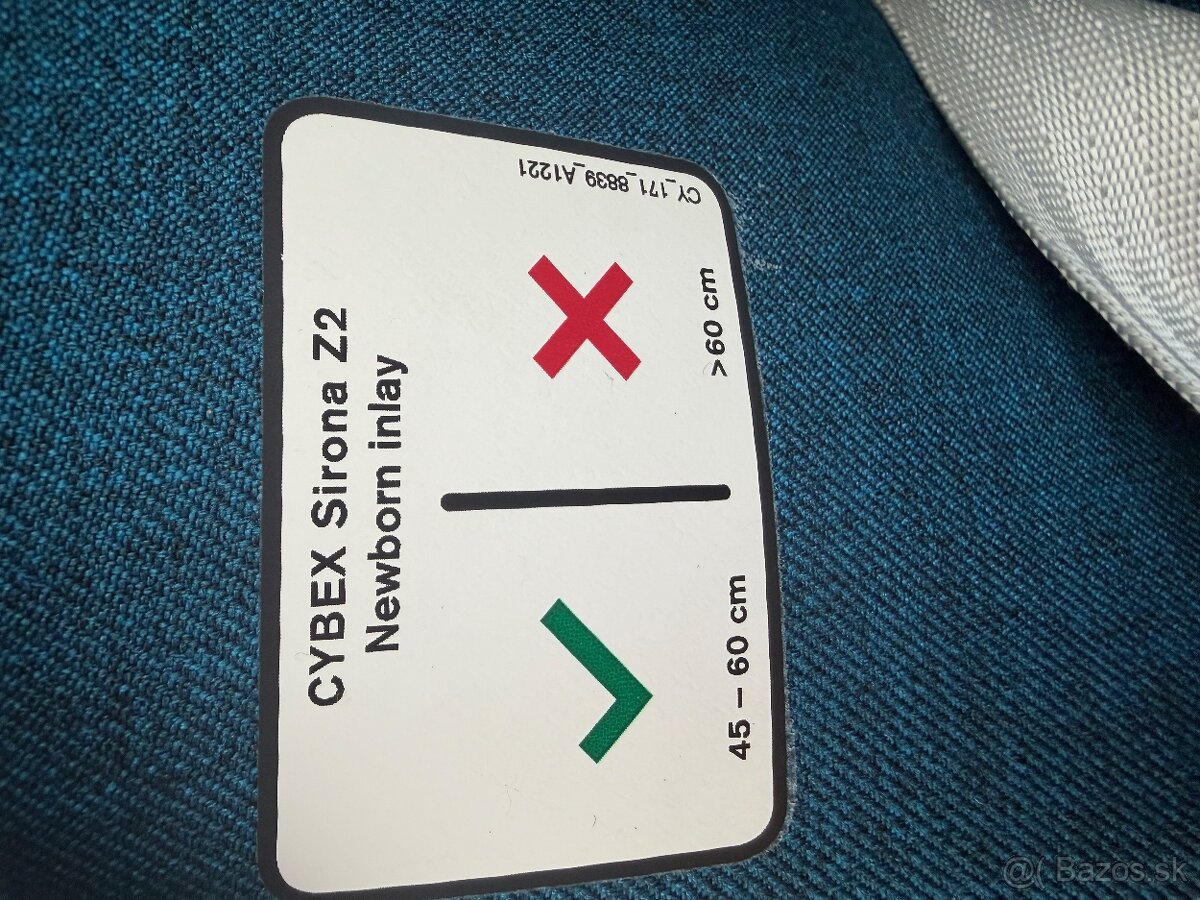 CYBEX Sirona Z2
Newborn inlay
45 – 60 cm
>60 cm
CY_171_8839_A1221
@( Bazos.sk